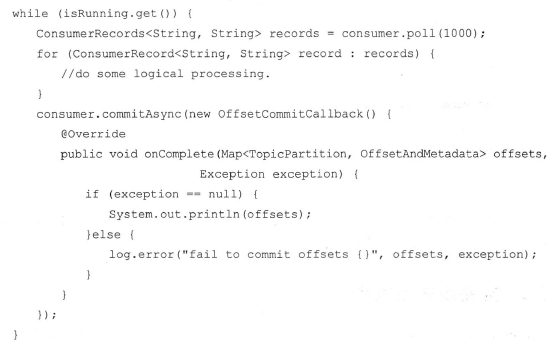 while (isRunning.get()) {
ConsumerRecords<String, String> records = consumer.poll(1000);
for (ConsumerRecord<String, String> record : records) {
//do some logical processing.
}
consumer.commitAsync(new OffsetCommitCallback() {
@Override
public void onComplete(Map<TopicPartition, OffsetAndMetadata> offsets,
Exception exception) {
if (exception == null) {
System.out.println(offsets);
}else {
log.error("fail to commit offsets {}", offsets, exception);
}
}
});
}